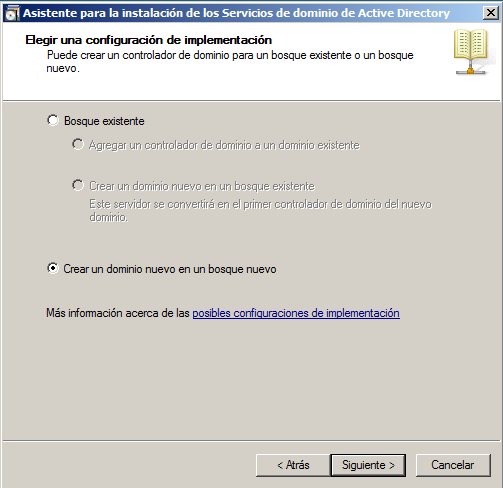 Asistente para la instalación de los Servicios de dominio de Active Directory
Elegir una configuración de implementación
Puede crear un controlador de dominio para un bosque existente o un bosque
nuevo.
Bosque existente
Agregar un controlador de dominio a un dominio existente
Crear un dominio nuevo en un bosque existente
Este servidor se convertirá en el primer controlador de dominio del nuevo
dominio.
Crear un dominio nuevo en un bosque nuevo
Más información acerca de las posibles configuraciones de implementación
< Atrás
Siguiente >
Cancelar